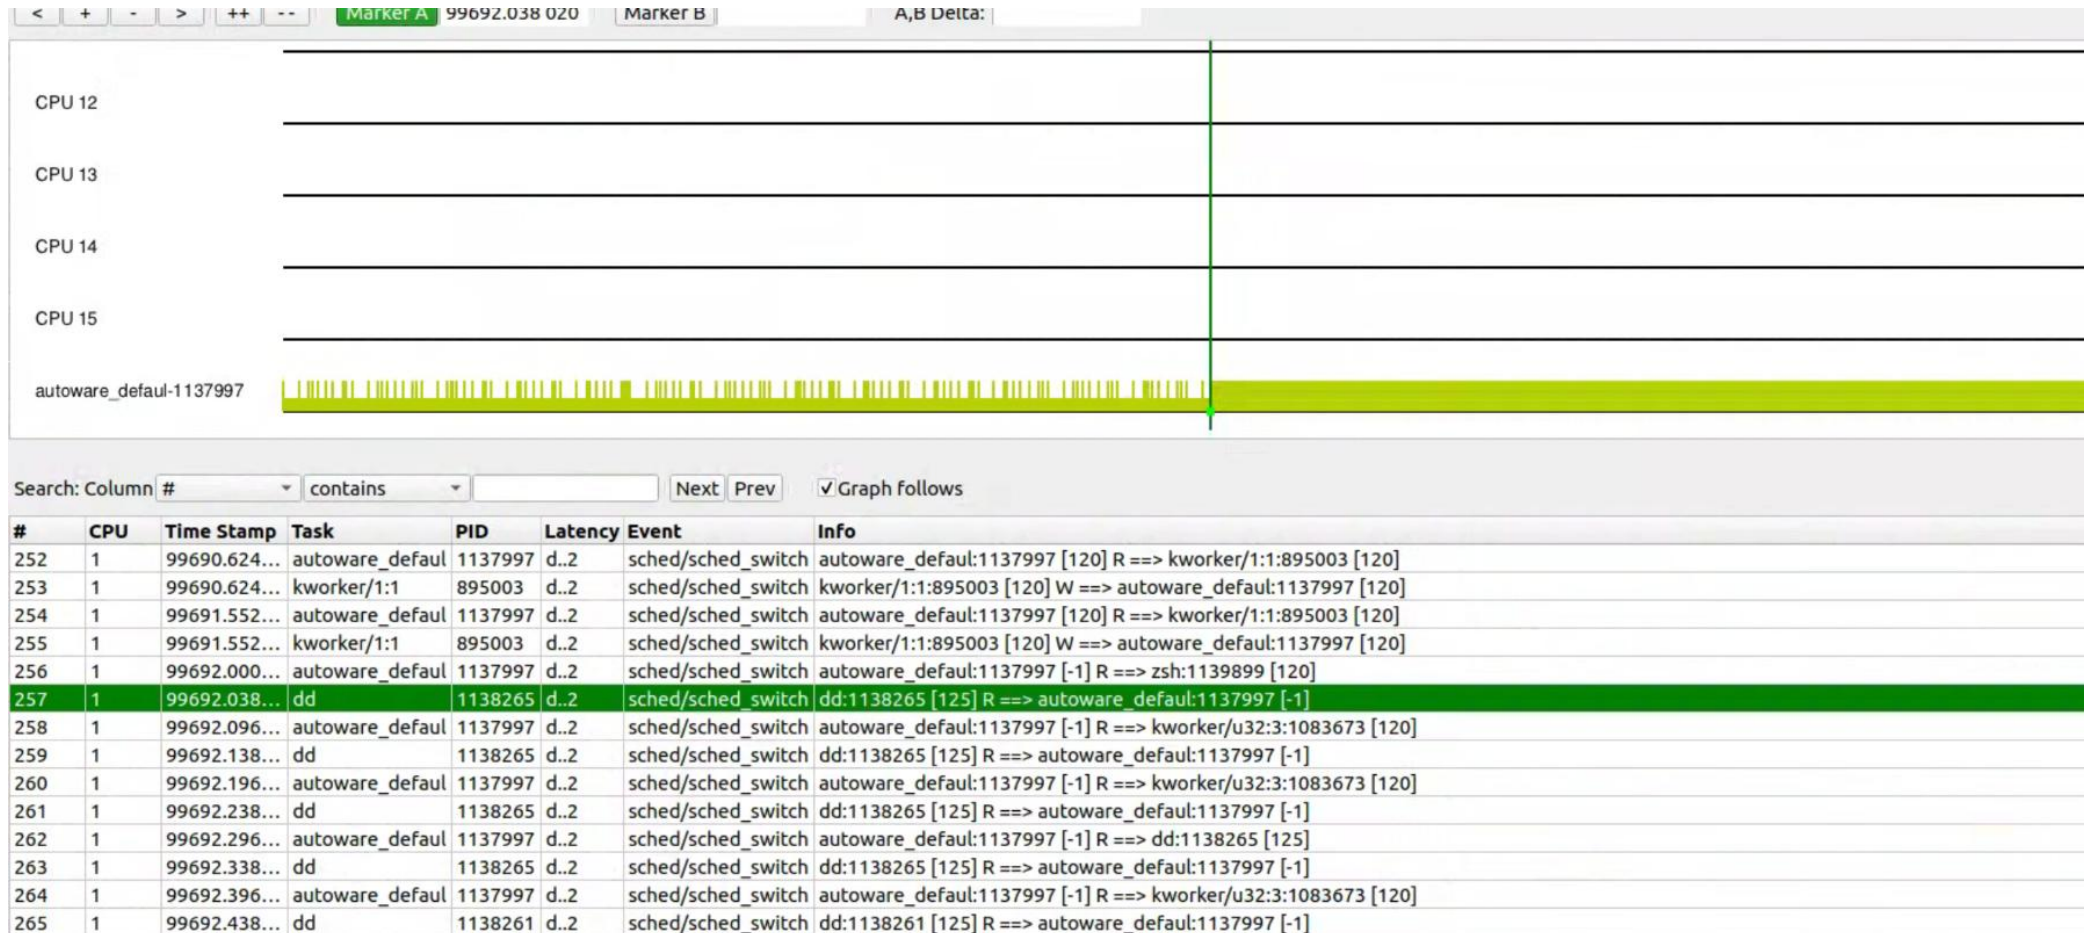 < + - > ++ -- Marker A 99692.038 020 Marker B A,B Delta:
CPU 12
CPU 13
CPU 14
CPU 15
autoware_defaul-1137997
Search: Column # contains Next Prev Graph follows
# CPU Time Stamp Task PID Latency Event Info
252 1 99690.624... autoware_defaul 1137997 d..2 sched/sched_switch autoware_defaul:1137997 [120] R ==> kworker/1:1:895003 [120]
253 1 99690.624... kworker/1:1 895003 d..2 sched/sched_switch kworker/1:1:895003 [120] W ==> autoware_defaul:1137997 [120]
254 1 99691.552... autoware_defaul 1137997 d..2 sched/sched_switch autoware_defaul:1137997 [120] R ==> kworker/1:1:895003 [120]
255 1 99691.552... kworker/1:1 895003 d..2 sched/sched_switch kworker/1:1:895003 [120] W ==> autoware_defaul:1137997 [120]
256 1 99692.000... autoware_defaul 1137997 d..2 sched/sched_switch autoware_defaul:1137997 [-1] R ==> zsh:1139899 [120]
257 1 99692.038... dd 1138265 d..2 sched/sched_switch dd:1138265 [125] R ==> autoware_defaul:1137997 [-1]
258 1 99692.096... autoware_defaul 1137997 d..2 sched/sched_switch autoware_defaul:1137997 [-1] R ==> kworker/u32:3:1083673 [120]
259 1 99692.138... dd 1138265 d..2 sched/sched_switch dd:1138265 [125] R ==> autoware_defaul:1137997 [-1]
260 1 99692.196... autoware_defaul 1137997 d..2 sched/sched_switch autoware_defaul:1137997 [-1] R ==> kworker/u32:3:1083673 [120]
261 1 99692.238... dd 1138265 d..2 sched/sched_switch dd:1138265 [125] R ==> autoware_defaul:1137997 [-1]
262 1 99692.296... autoware_defaul 1137997 d..2 sched/sched_switch autoware_defaul:1137997 [-1] R ==> dd:1138265 [125]
263 1 99692.338... dd 1138265 d..2 sched/sched_switch dd:1138265 [125] R ==> autoware_defaul:1137997 [-1]
264 1 99692.396... autoware_defaul 1137997 d..2 sched/sched_switch autoware_defaul:1137997 [-1] R ==> kworker/u32:3:1083673 [120]
265 1 99692.438... dd 1138261 d..2 sched/sched_switch dd:1138261 [125] R ==> autoware_defaul:1137997 [-1]